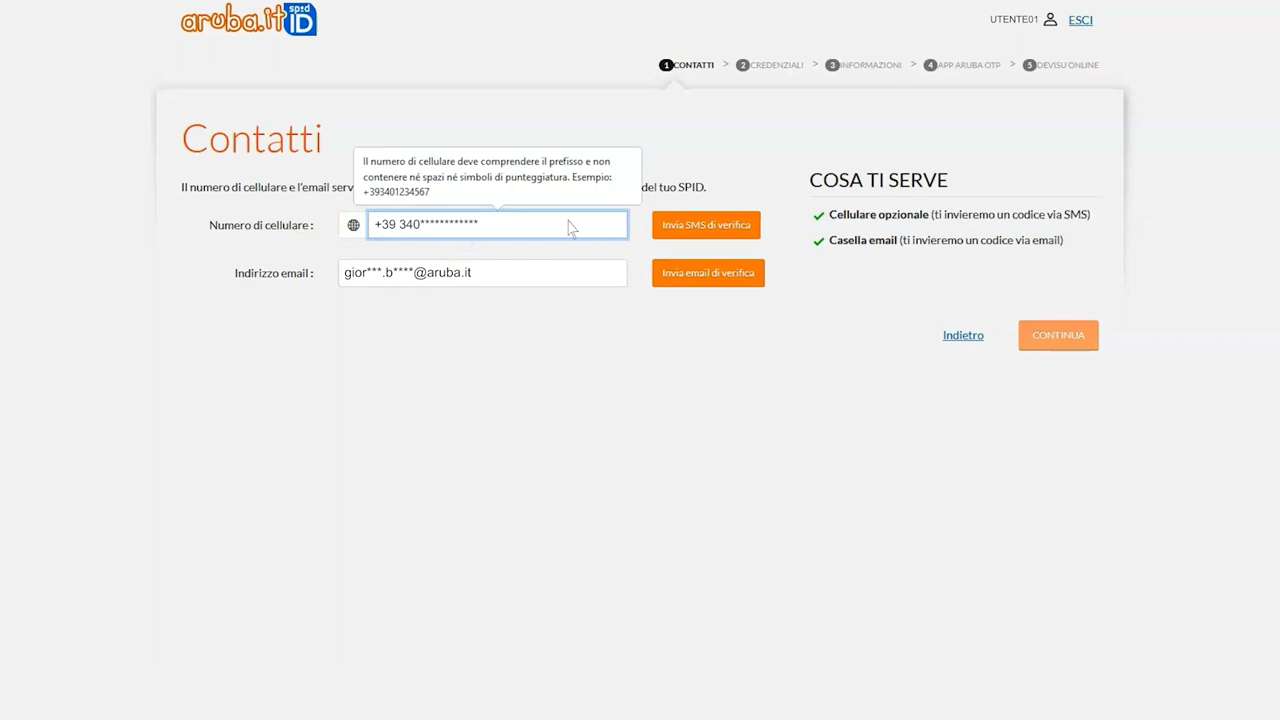 aruba.it spid ID
UTENTE01 ESCI
1 CONTATTI > 2 CREDENZIALI > 3 INFORMAZIONI > 4 APP ARUBA OTP > 5 DEVISU ONLINE
Contatti
Il numero di cellulare deve comprendere il prefisso e non
contenere né spazi né simboli di punteggiatura. Esempio:
+393401234567
Il numero di cellulare e l'email serv
del tuo SPID.
Numero di cellulare :
+39 340************
Invia SMS di verifica
Indirizzo email :
gior***.b****@aruba.it
Invia email di verifica
COSA TI SERVE
Cellulare opzionale (ti invieremo un codice via SMS)
Casella email (ti invieremo un codice via email)
Indietro
CONTINUA